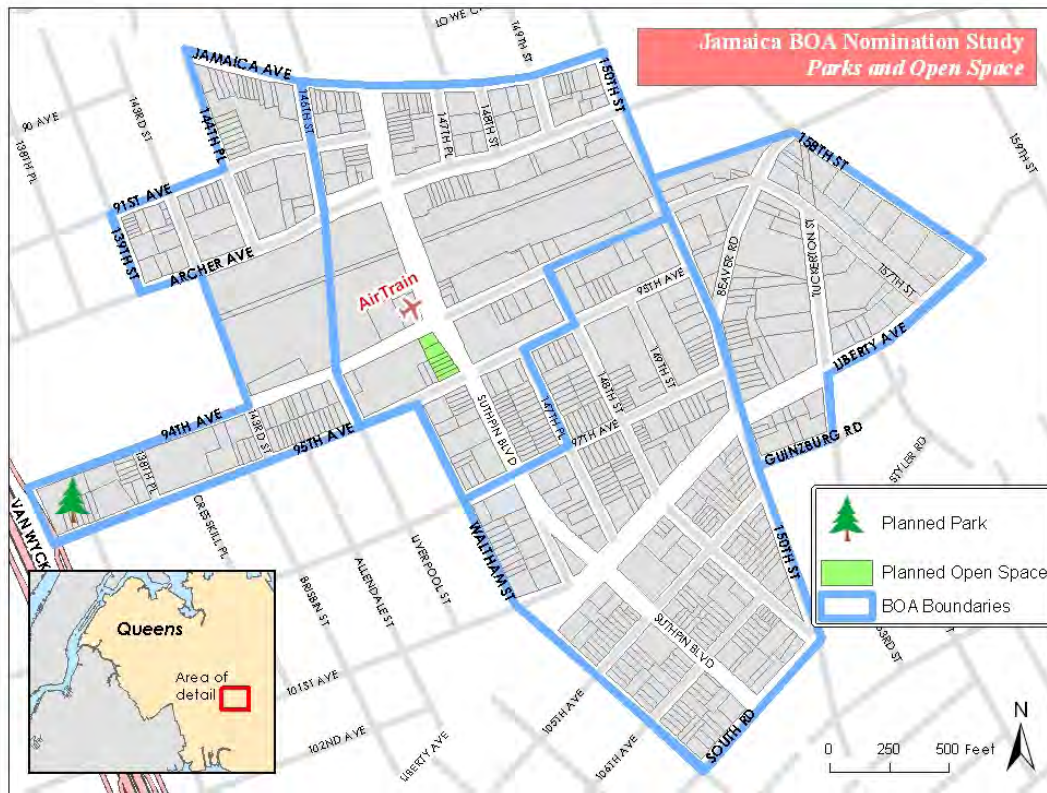 LOWE C
149TH ST
Jamaica BOA Nomination Study
Parks and Open Space
JAMAICA AVE
150TH ST
90 AVE
143RD ST
138TH PL
144TH PL
146TH ST
147TH PL
148TH ST
158TH ST
159TH ST
91ST AVE
139TH ST
ARCHER AVE
AirTrain
95TH AVE
BEAVER RD
TUCKERTON ST
157TH ST
LIBERTY AVE
94TH AVE
143RD ST
95TH AVE
SUTHPIN BLVD
147TH PL
148TH ST
149TH ST
97TH AVE
GUINZBURG RD
STYLER RD
138TH PL
VAN WYCK
CRESKILL PL
BRISBIN ST
ALLENDALE ST
LIVERPOOL ST
WALTHAM ST
150TH ST
Planned Park
Planned Open Space
BOA Boundaries
Queens
Area of
detail
SUTHPIN BLVD
101ST AVE
102ND AVE
LIBERTY AVE
105TH AVE
106TH AVE
SOUTH RD
N
0 250 500 Feet